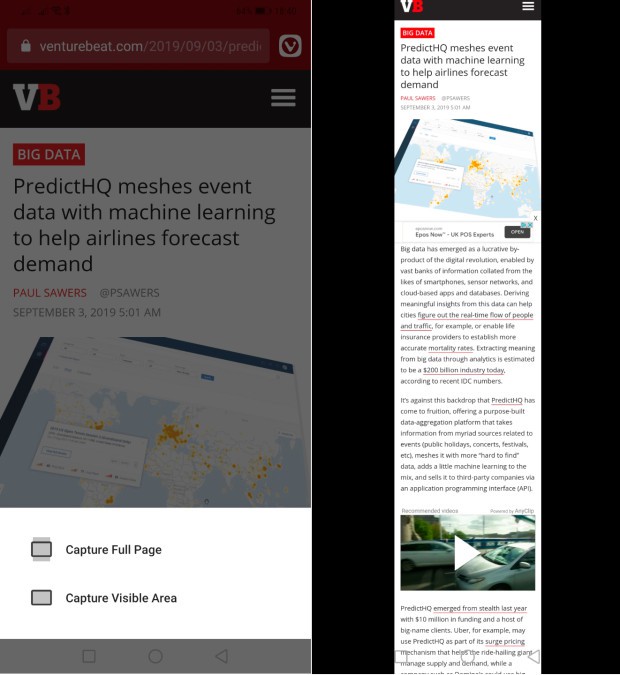 venturebeat.com/2019/09/03/predi
VB
BIG DATA
PredictHQ meshes event
data with machine learning
to help airlines forecast
demand
PAUL SAWERS @PSAWERS
SEPTEMBER 3, 2019 5:01 AM
Capture Full Page
Capture Visible Area
VB
BIG DATA
PredictHQ meshes event
data with machine learning
to help airlines forecast
demand
PAUL SAWERS @PSAWERS
SEPTEMBER 3, 2019 5:01 AM
X
Epos Now™ - UK POS Experts
OPEN
Big data has emerged as a lucrative by-
product of the digital revolution, enabled by
vast banks of information collated from the
likes of smartphones, sensor networks, and
cloud-based apps and databases. Deriving
meaningful insights from this data can help
cities figure out the real-time flow of people
and traffic, for example, or enable life
insurance providers to establish more
accurate mortality rates. Extracting meaning
from big data through analytics is estimated
to be a $200 billion industry today,
according to recent IDC numbers.
It's against this backdrop that PredictHQ has
come to fruition, offering a purpose-built
data-aggregation platform that takes
information from myriad sources related to
events (public holidays, concerts, festivals,
etc), meshes it with more "hard to find"
data, adds a little machine learning to the
mix, and sells it to third-party companies via
an application programming interface (API).
Recommended videos
Powered by AnyClip
PredictHQ emerged from stealth last year
with $10 million in funding and a host of
big-name clients. Uber, for example, may
use PredictHQ as part of its surge pricing
mechanism that helps the ride-hailing giant
manage supply and demand, while a